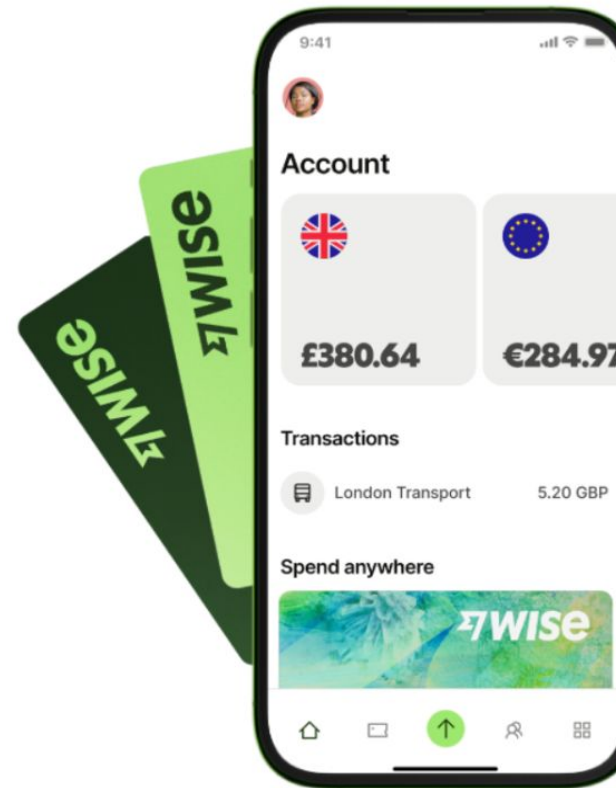 9:41
Account
£380.64
€284.97
Transactions
London Transport
5.20 GBP
Spend anywhere
WISE
WISE
WISE